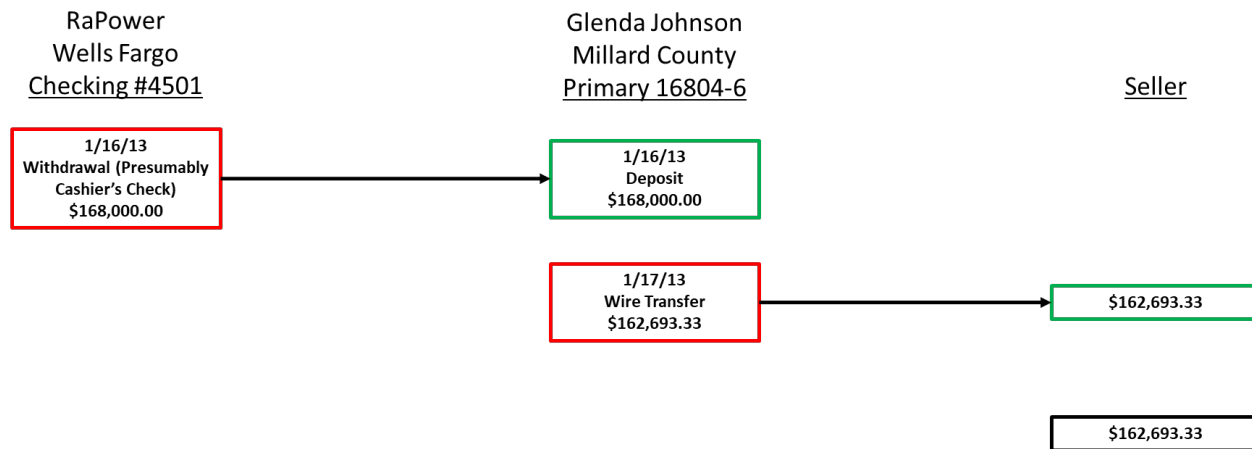 RaPower
Wells Fargo
Checking #4501
Glenda Johnson
Millard County
Primary 16804-6
Seller
1/16/13
Withdrawal (Presumably
Cashier's Check)
$168,000.00
1/16/13
Deposit
$168,000.00
1/17/13
Wire Transfer
$162,693.33
$162,693.33
$162,693.33